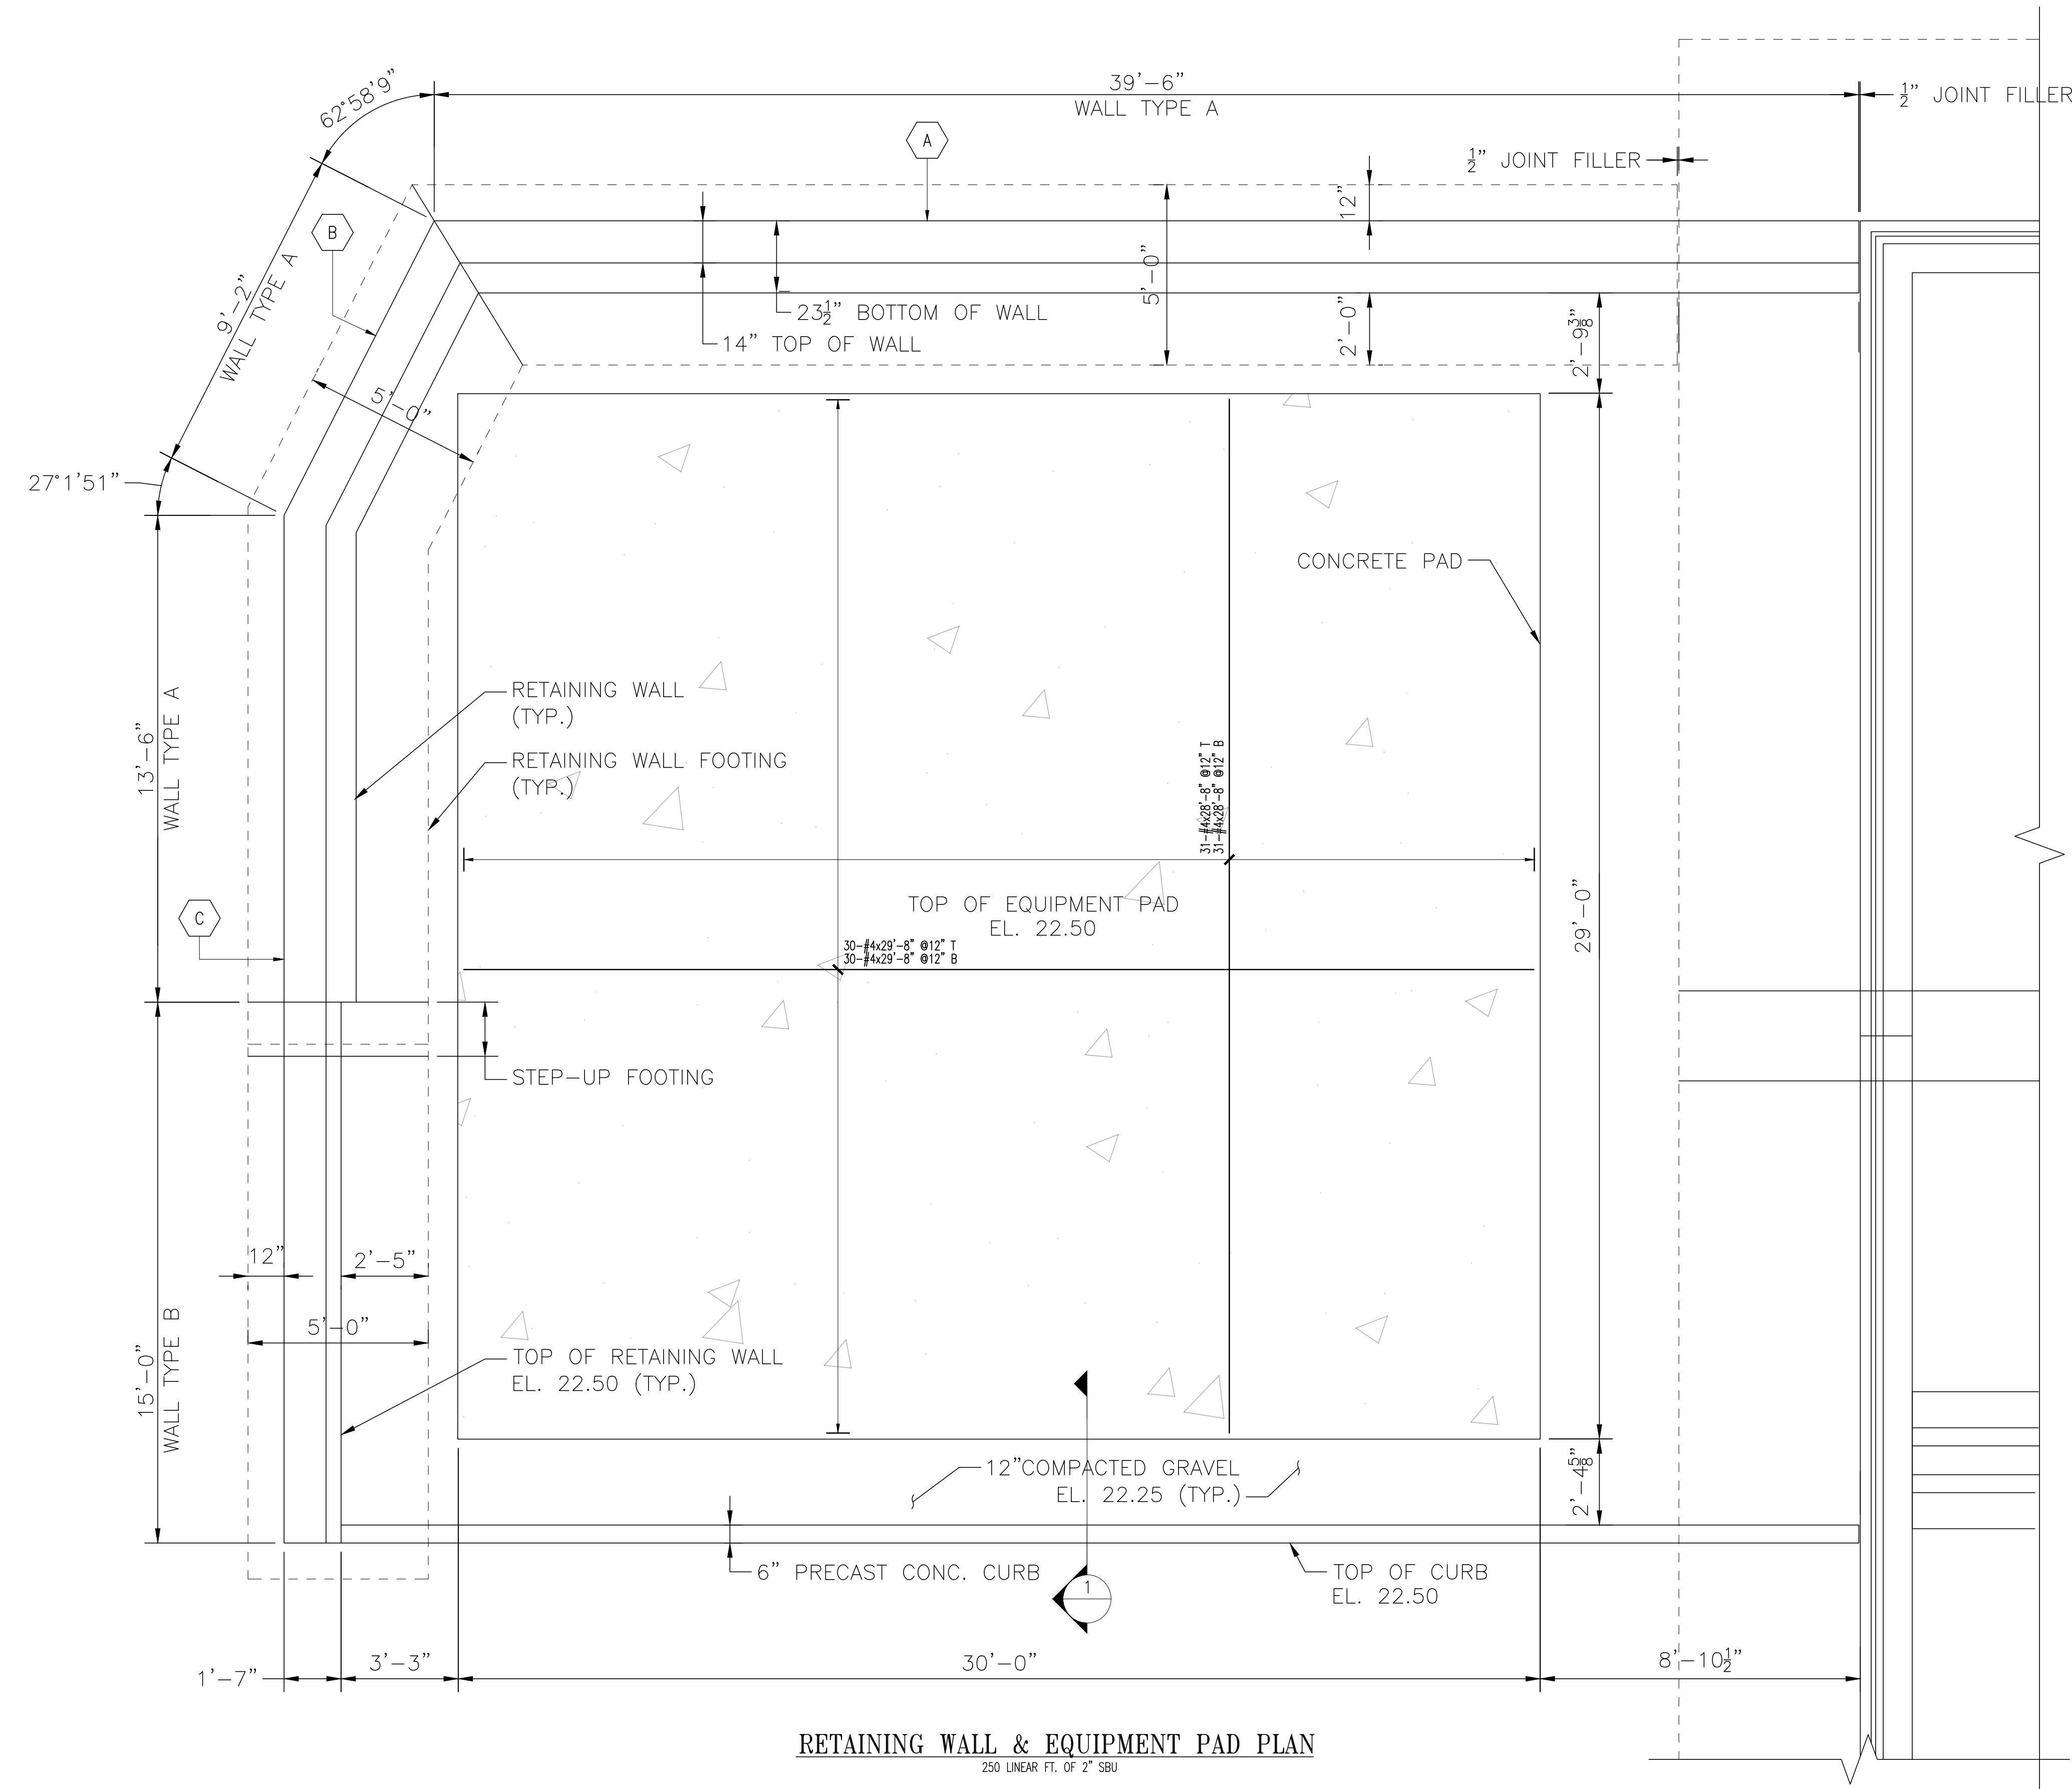 39'-6"
WALL TYPE A
½" JOINT FILLER
62°58'9"
A
½" JOINT FILLER
12"
B
9'-2"
WALL TYPE A
5'-0"
23½" BOTTOM OF WALL
14" TOP OF WALL
2'-0"
2'-9⅜"
5'-0"
27°1'51"
CONCRETE PAD
RETAINING WALL
(TYP.)
RETAINING WALL FOOTING
(TYP.)
13'-6"
WALL TYPE A
31-#4x28'-8" @12" T
31-#4x28'-8" @12" B
TOP OF EQUIPMENT PAD
EL. 22.50
29'-0"
C
30-#4x29'-8" @12" T
30-#4x29'-8" @12" B
STEP-UP FOOTING
12"
2'-5"
5'-0"
15'-0"
WALL TYPE B
TOP OF RETAINING WALL
EL. 22.50 (TYP.)
12"COMPACTED GRAVEL
EL. 22.25 (TYP.)
2'-4⅝"
6" PRECAST CONC. CURB
1
TOP OF CURB
EL. 22.50
1'-7"
3'-3"
30'-0"
8'-10½"
RETAINING WALL & EQUIPMENT PAD PLAN
250 LINEAR FT. OF 2" SBU